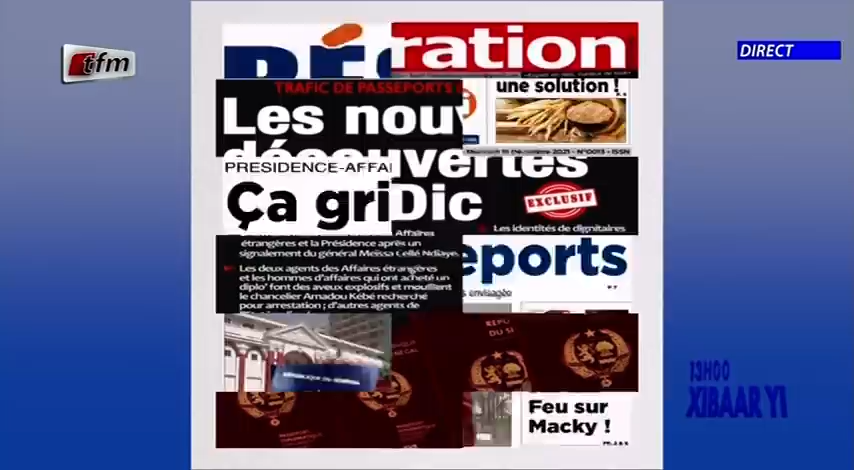 tfm
DIRECT
ration
TRAFIC DE PASSEPORTS
une solution !
Les nou
découvertes
PRESIDENCE-AFFAI
Ça gri
Dic
EXCLUSIF
Affaires
étrangères et la Présidence après un
signalement du général Meïssa Cellé Ndiaye.
Les identités de dignitaires
Les deux agents des Affaires étrangères
et les hommes d'affaires qui ont acheté un
diplo' font des aveux explosifs et mouillent
le chancelier Amadou Kébé recherché
pour arrestation ; d'autres agents de
eports
envisagée
Feu sur
Macky !
13H00
XIBAAR YI